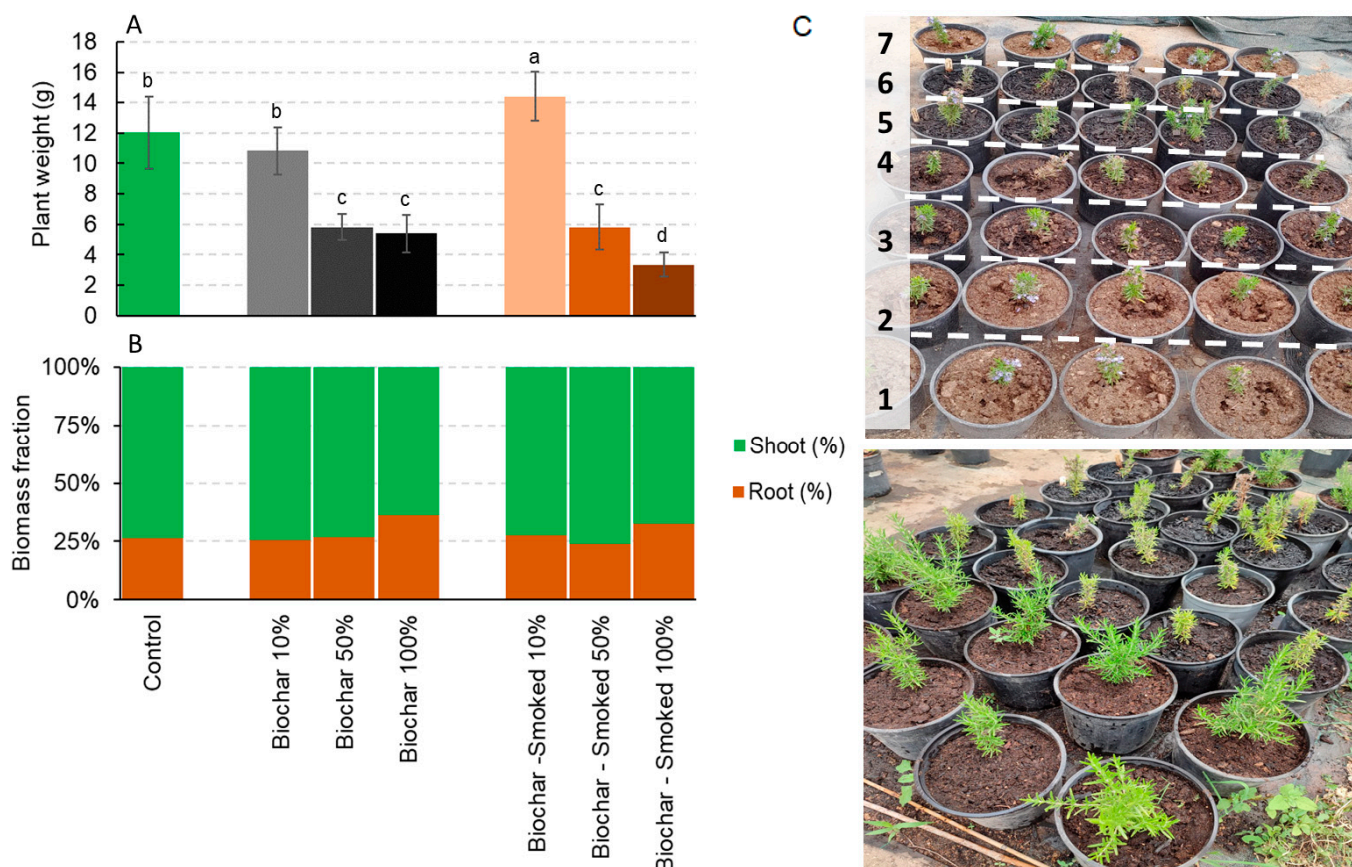 A
18
16
14
12
10
8
6
4
2
0
Plant weight (g)
b
b
c
c
a
c
d
B
100%
75%
50%
25%
0%
Biomass fraction
Control
Biochar 10%
Biochar 50%
Biochar 100%
Biochar -Smoked 10%
Biochar - Smoked 50%
Biochar - Smoked 100%
Shoot (%)
Root (%)
C
7
6
5
4
3
2
1